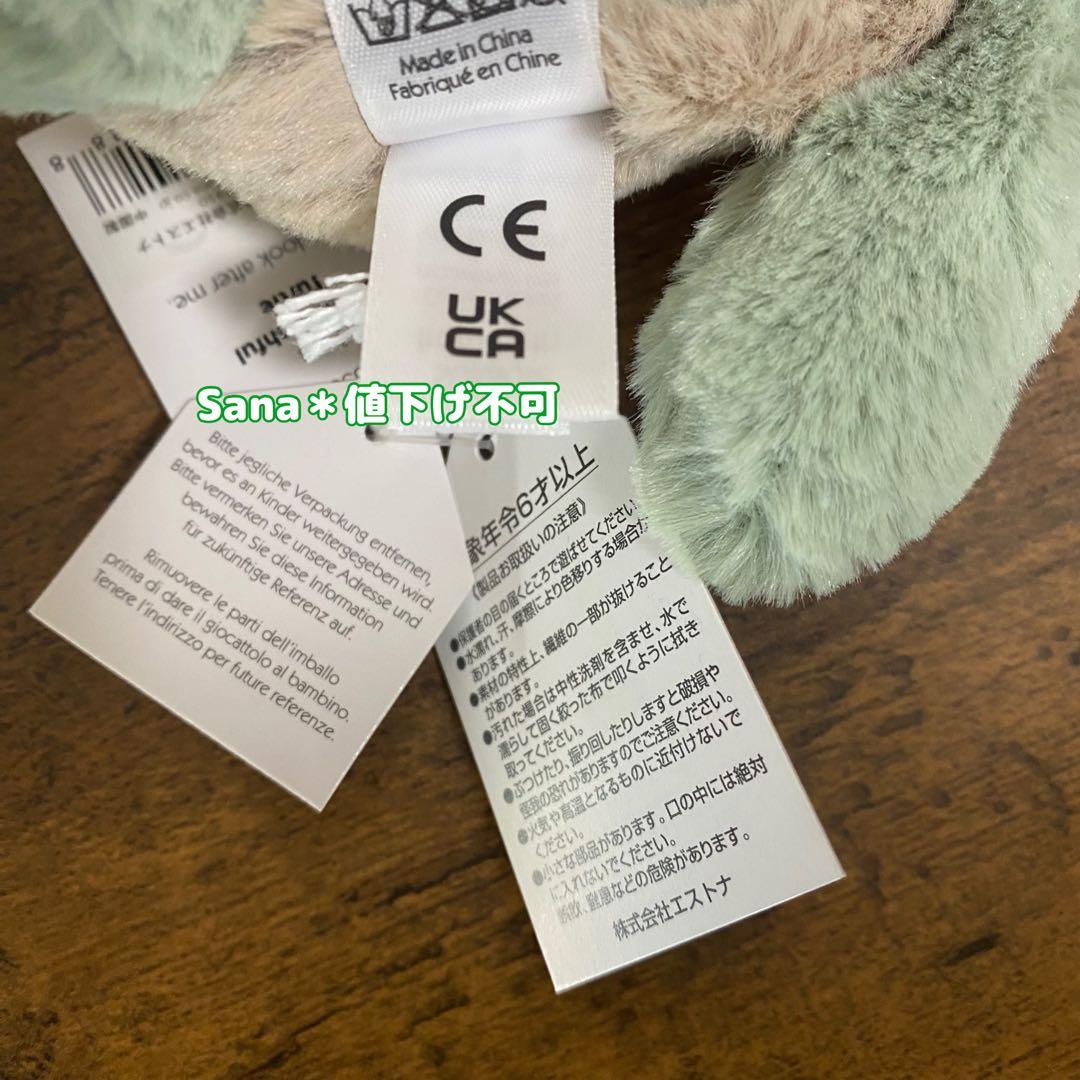 Made in China
Fabriqué en Chine
CE
UK
CA
look after me.
Turtle
Sana＊値下げ不可
Bitte jegliche Verpackung entfernen,
bevor es an Kinder weitergegeben wird.
Bitte vermerken Sie unsere Adresse und
bewahren Sie diese Information
für zukünftige Referenz auf.
Rimuovere le parti dell'imballo
prima di dare il giocattolo al bambino.
Tenere l'indirizzo per future referenze.
象年令6才以上
《製品お取扱いの注意》
●保護者の目の届くところで遊ばせてください
●水濡れ、汗、摩擦により色移りする場合が
あります。
●素材の特性上、繊維の一部が抜けること
があります。
●汚れた場合は中性洗剤を含ませ、水で
濡らして固く絞った布で叩くように拭き
取ってください。
●ぶつけたり、振り回したりしますと破損や
怪我の恐れがありますのでご注意ください。
●火気や高温となるものに近付けないで
ください。
●小さな部品があります。口の中には絶対
に入れないでください。
誤飲、窒息などの危険があります。
株式会社エストナ